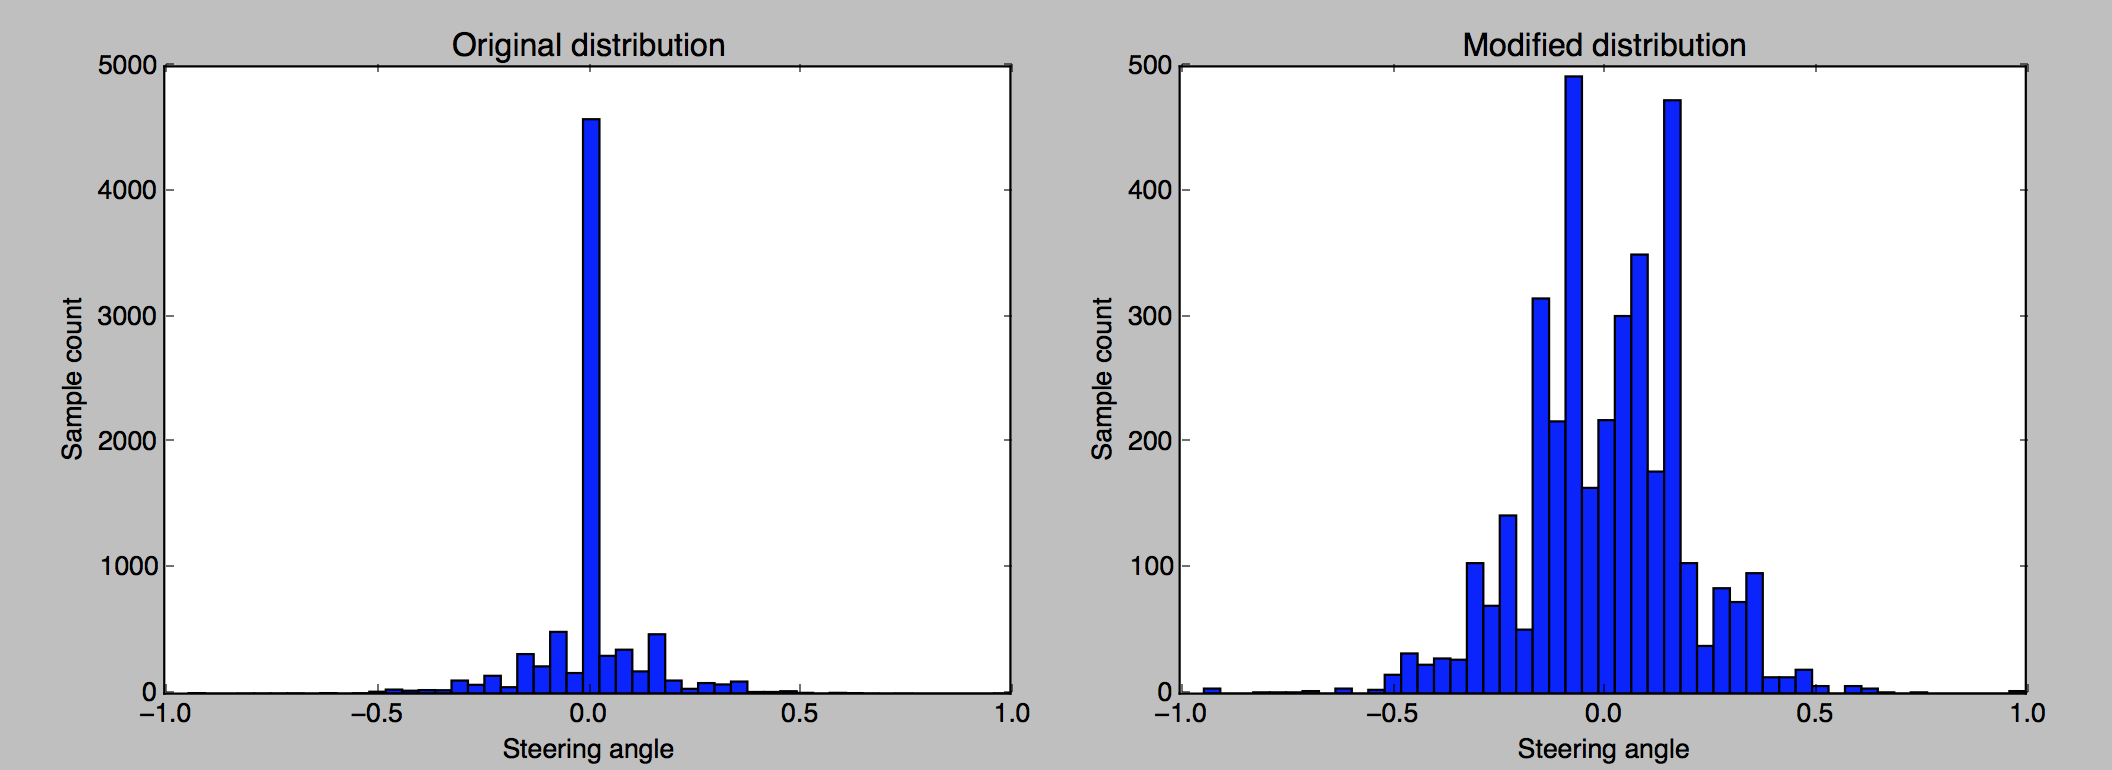 Original distribution
5000
4000
3000
2000
1000
0
Sample count
−1.0 −0.5 0.0 0.5 1.0
Steering angle
Modified distribution
500
400
300
200
100
0
Sample count
−1.0 −0.5 0.0 0.5 1.0
Steering angle